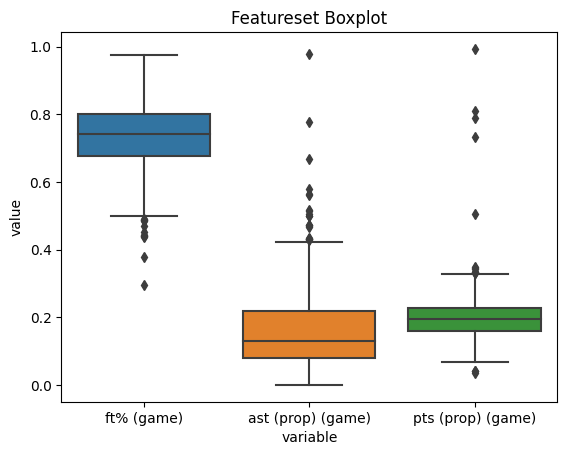 Featureset Boxplot
value
1.0
0.8
0.6
0.4
0.2
0.0
ft% (game) ast (prop) (game) pts (prop) (game)
variable